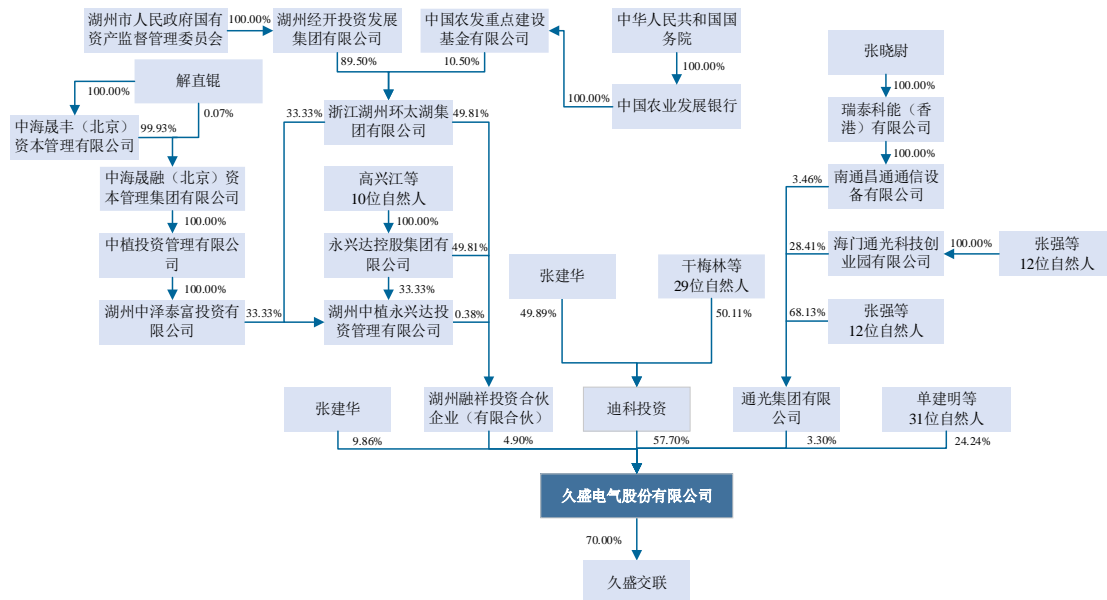 湖州市人民政府国有
资产监督管理委员会
100.00%
湖州经开投资发展
集团有限公司
中国农发重点建设
基金有限公司
中华人民共和国国
务院
张晓尉
89.50%
10.50%
100.00%
100.00%
解直锟
100.00%
0.07%
中海晟丰（北京）
资本管理有限公司
99.93%
33.33%
浙江湖州环太湖集
团有限公司
49.81%
100.00%
中国农业发展银行
瑞泰科能（香
港）有限公司
100.00%
中海晟融（北京）资
本管理集团有限公司
高兴江等
10位自然人
3.46%
南通昌通通信设
备有限公司
100.00%
100.00%
中植投资管理有限公
司
永兴达控股集团有
限公司
49.81%
28.41%
海门通光科技创
业园有限公司
100.00%
张强等
12位自然人
张建华
干梅林等
29位自然人
100.00%
33.33%
湖州中泽泰富投资有
限公司
33.33%
湖州中植永兴达投
资管理有限公司
0.38%
49.89%
50.11%
68.13%
张强等
12位自然人
张建华
湖州融祥投资合伙
企业（有限合伙）
迪科投资
通光集团有限
公司
单建明等
31位自然人
9.86%
4.90%
57.70%
3.30%
24.24%
久盛电气股份有限公司
70.00%
久盛交联